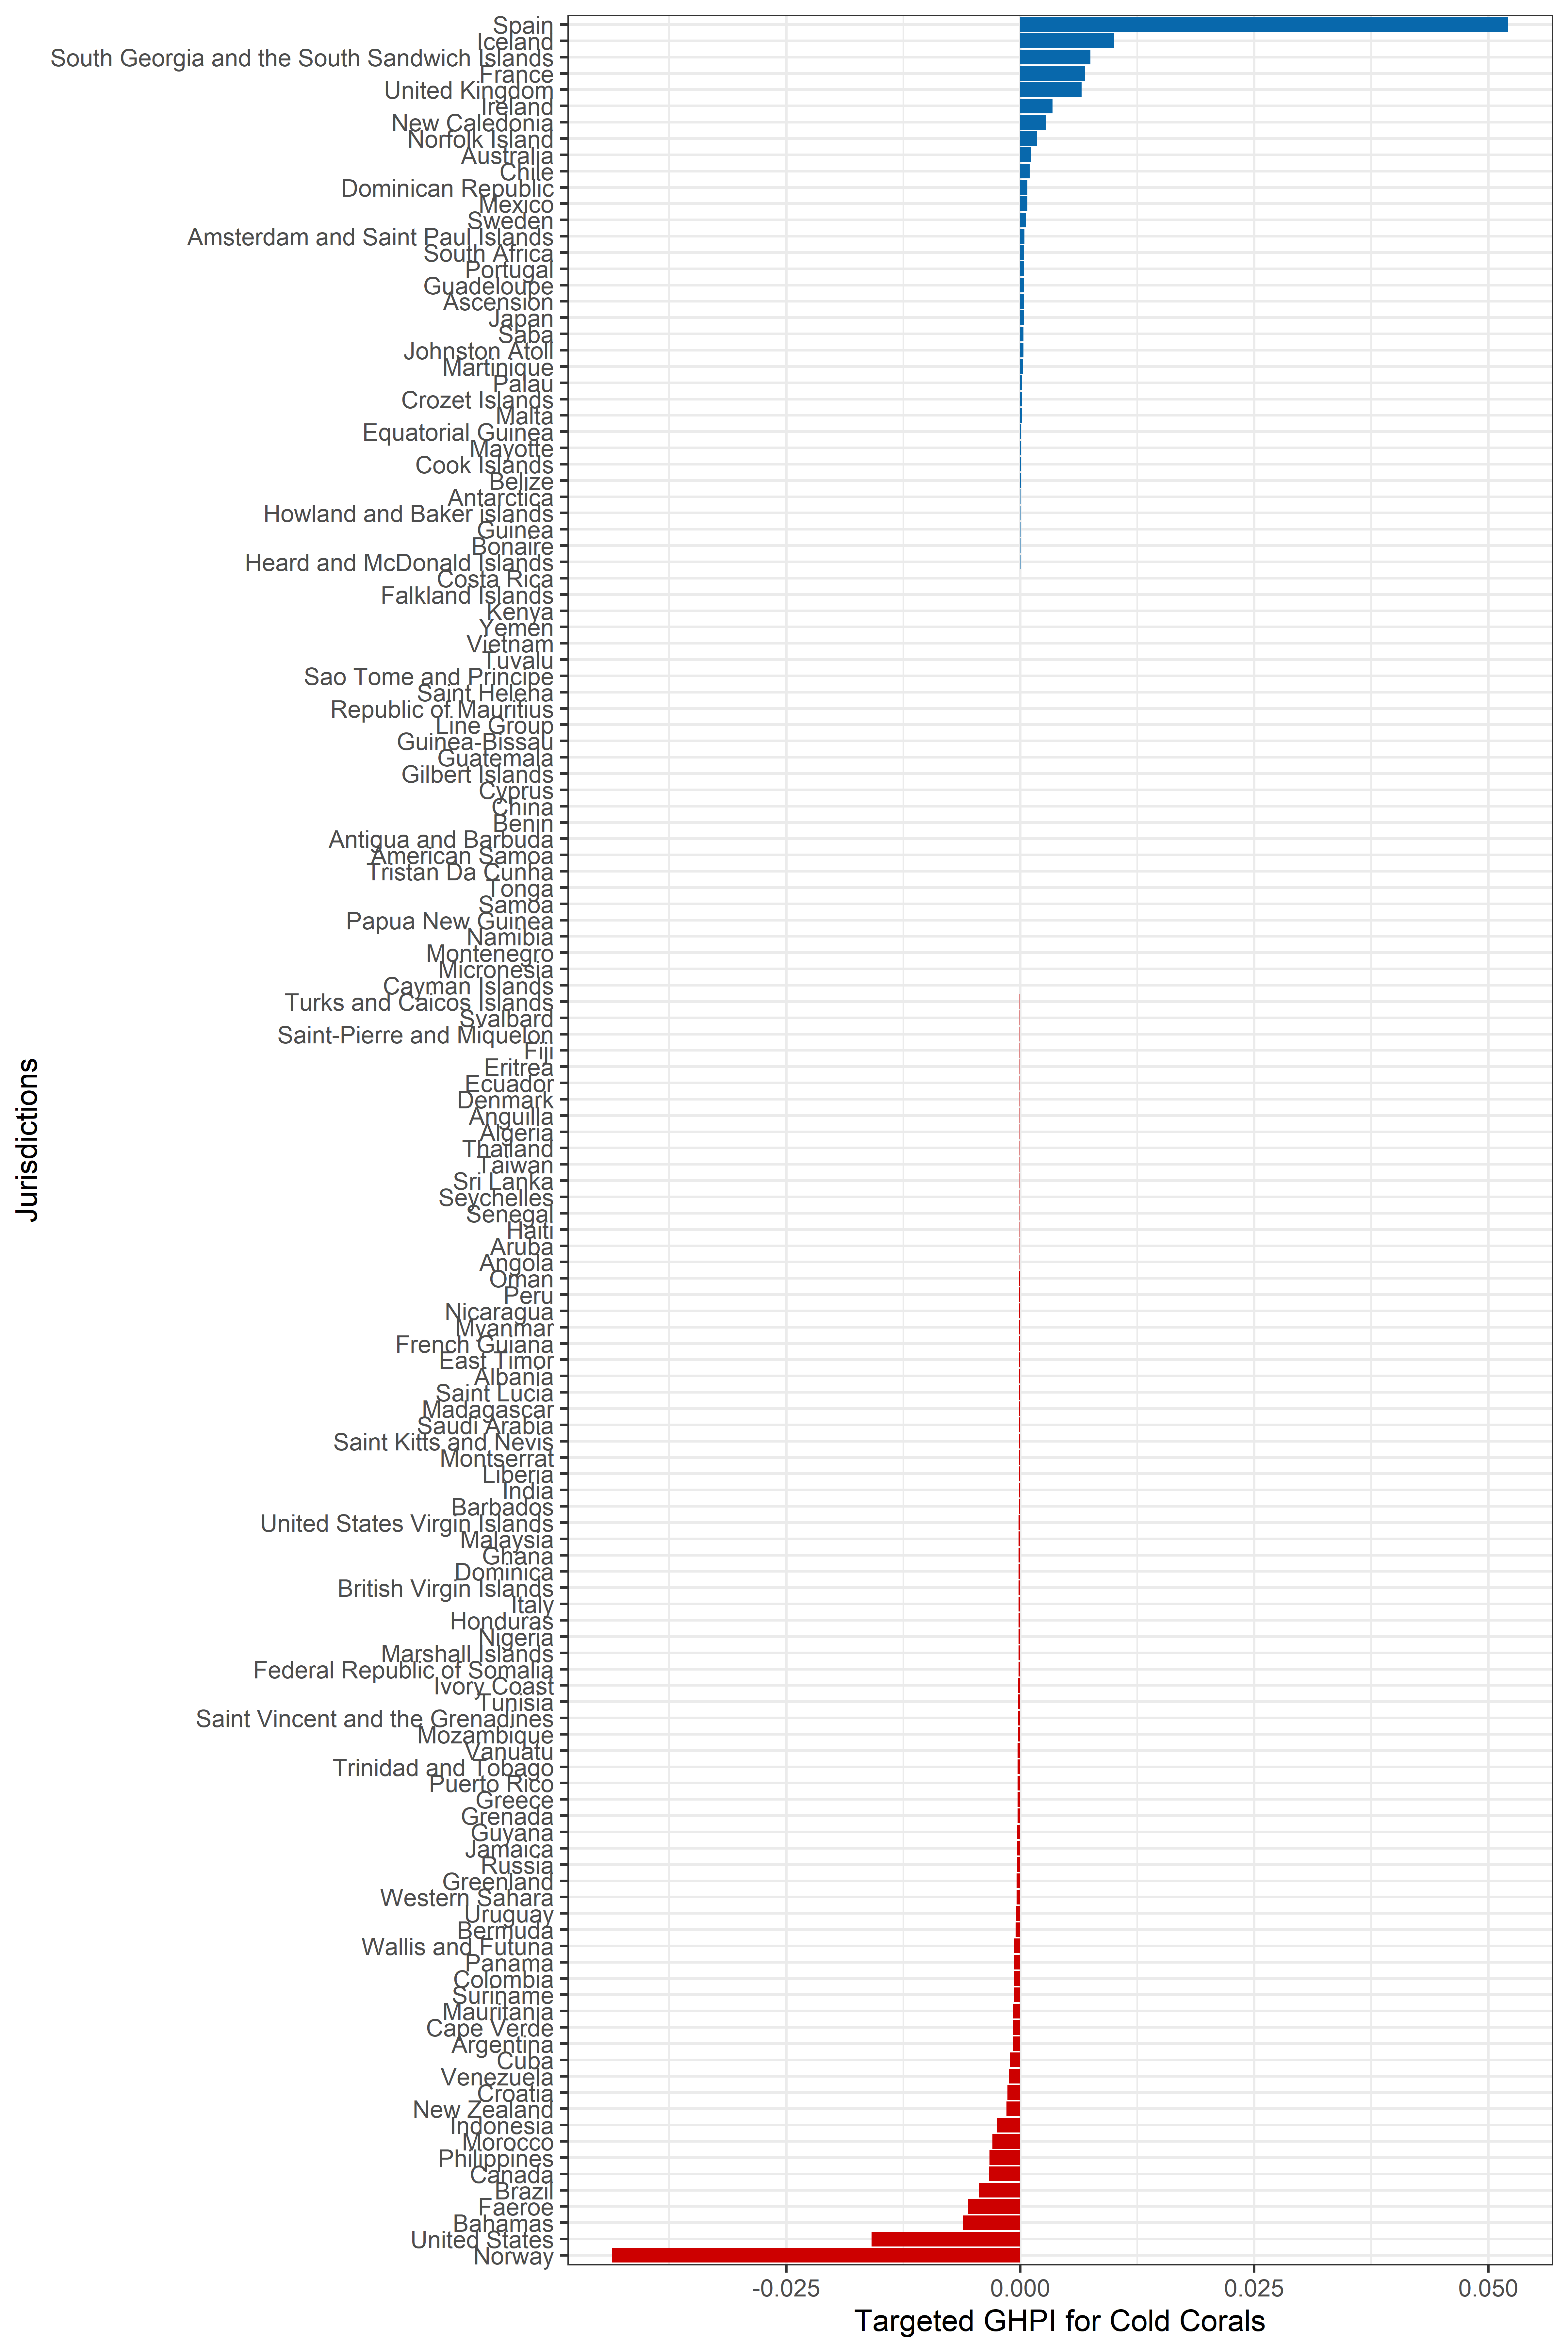 Spain
Iceland
South Georgia and the South Sandwich Islands
France
United Kingdom
Ireland
New Caledonia
Norfolk Island
Australia
Chile
Dominican Republic
Mexico
Sweden
Amsterdam and Saint Paul Islands
South Africa
Portugal
Guadeloupe
Ascension
Japan
Saba
Johnston Atoll
Martinique
Palau
Crozet Islands
Malta
Equatorial Guinea
Mayotte
Cook Islands
Belize
Antarctica
Howland and Baker islands
Guinea
Bonaire
Heard and McDonald Islands
Costa Rica
Falkland Islands
Kenya
Yemen
Vietnam
Tuvalu
Sao Tome and Principe
Saint Helena
Republic of Mauritius
Line Group
Guinea-Bissau
Guatemala
Gilbert Islands
Cyprus
China
Benin
Antigua and Barbuda
American Samoa
Tristan Da Cunha
Tonga
Samoa
Papua New Guinea
Namibia
Montenegro
Micronesia
Cayman Islands
Turks and Caicos Islands
Svalbard
Saint-Pierre and Miquelon
Fiji
Eritrea
Ecuador
Denmark
Anguilla
Algeria
Thailand
Taiwan
Sri Lanka
Seychelles
Senegal
Haiti
Aruba
Angola
Oman
Peru
Nicaragua
Myanmar
French Guiana
East Timor
Albania
Saint Lucia
Madagascar
Saudi Arabia
Saint Kitts and Nevis
Montserrat
Liberia
India
Barbados
United States Virgin Islands
Malaysia
Ghana
Dominica
British Virgin Islands
Italy
Honduras
Nigeria
Marshall Islands
Federal Republic of Somalia
Ivory Coast
Tunisia
Saint Vincent and the Grenadines
Mozambique
Vanuatu
Trinidad and Tobago
Puerto Rico
Greece
Grenada
Guyana
Jamaica
Russia
Greenland
Western Sahara
Uruguay
Bermuda
Wallis and Futuna
Panama
Colombia
Suriname
Mauritania
Cape Verde
Argentina
Cuba
Venezuela
Croatia
New Zealand
Indonesia
Morocco
Philippines
Canada
Brazil
Faeroe
Bahamas
United States
Norway
Jurisdictions
-0.025 0.000 0.025 0.050
Targeted GHPI for Cold Corals